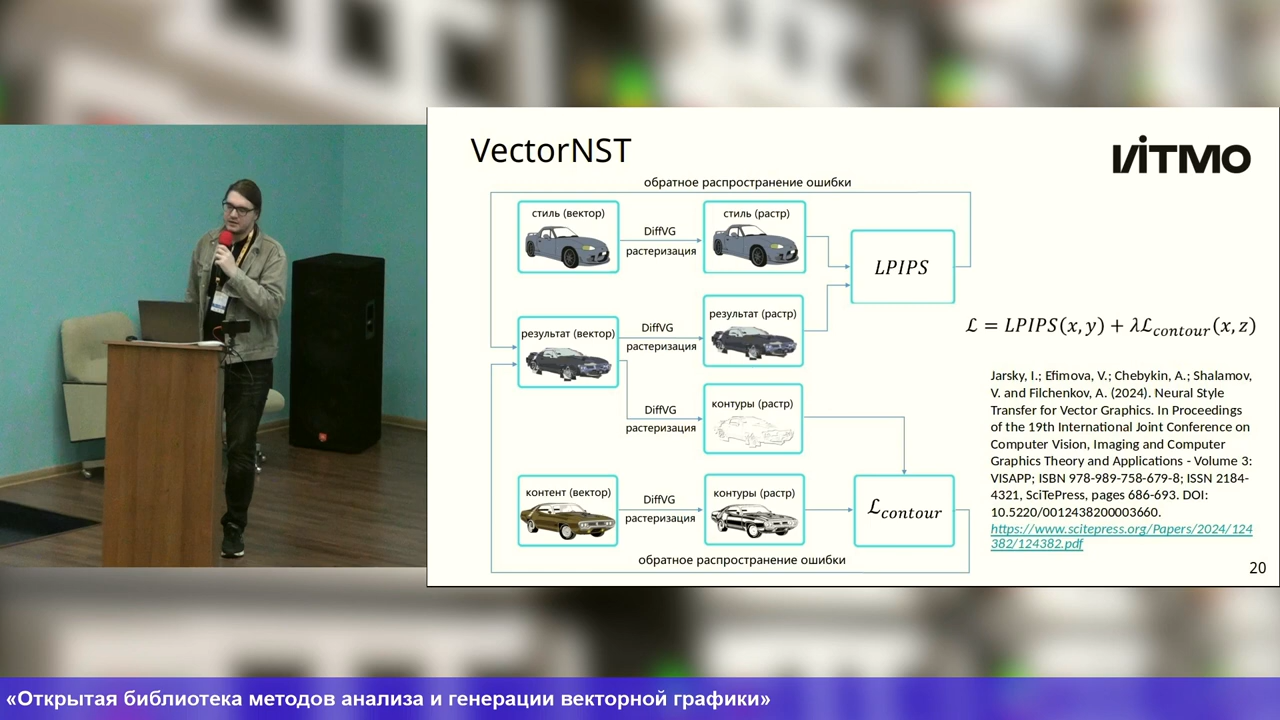 VectorNST
iTMO
обратное распространение ошибки
стиль (вектор)
DiffVG
растеризация
стиль (растр)
LPIPS
результат (вектор)
DiffVG
растеризация
результат (растр)
ℒ = LPIPS(x, y) + λℒcontour(x, z)
DiffVG
растеризация
контуры (растр)
контент (вектор)
DiffVG
растеризация
контуры (растр)
ℒcontour
обратное распространение ошибки
Jarsky, I.; Efimova, V.; Chebykin, A.; Shalamov,
V. and Filchenkov, A. (2024). Neural Style
Transfer for Vector Graphics. In Proceedings
of the 19th International Joint Conference on
Computer Vision, Imaging and Computer
Graphics Theory and Applications - Volume 3:
VISAPP; ISBN 978-989-758-679-8; ISSN 2184-
4321, SciTePress, pages 686-693. DOI:
10.5220/0012438200003660.
https://www.scitepress.org/Papers/2024/124
382/124382.pdf
20
«Открытая библиотека методов анализа и генерации векторной графики»